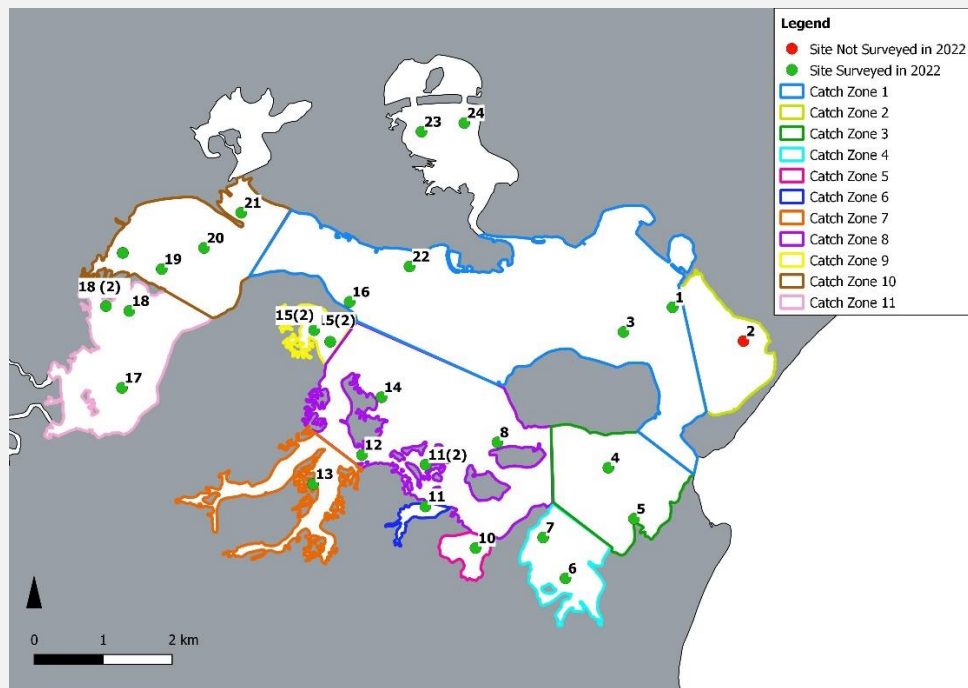 Legend
Site Not Surveyed in 2022
Site Surveyed in 2022
Catch Zone 1
Catch Zone 2
Catch Zone 3
Catch Zone 4
Catch Zone 5
Catch Zone 6
Catch Zone 7
Catch Zone 8
Catch Zone 9
Catch Zone 10
Catch Zone 11
23
24
21
20
19
22
18 (2)
18
16
1
15(2)
5(2)
3
2
17
14
8
12
11(2)
4
13
11
5
10
7
6
0 1 2 km